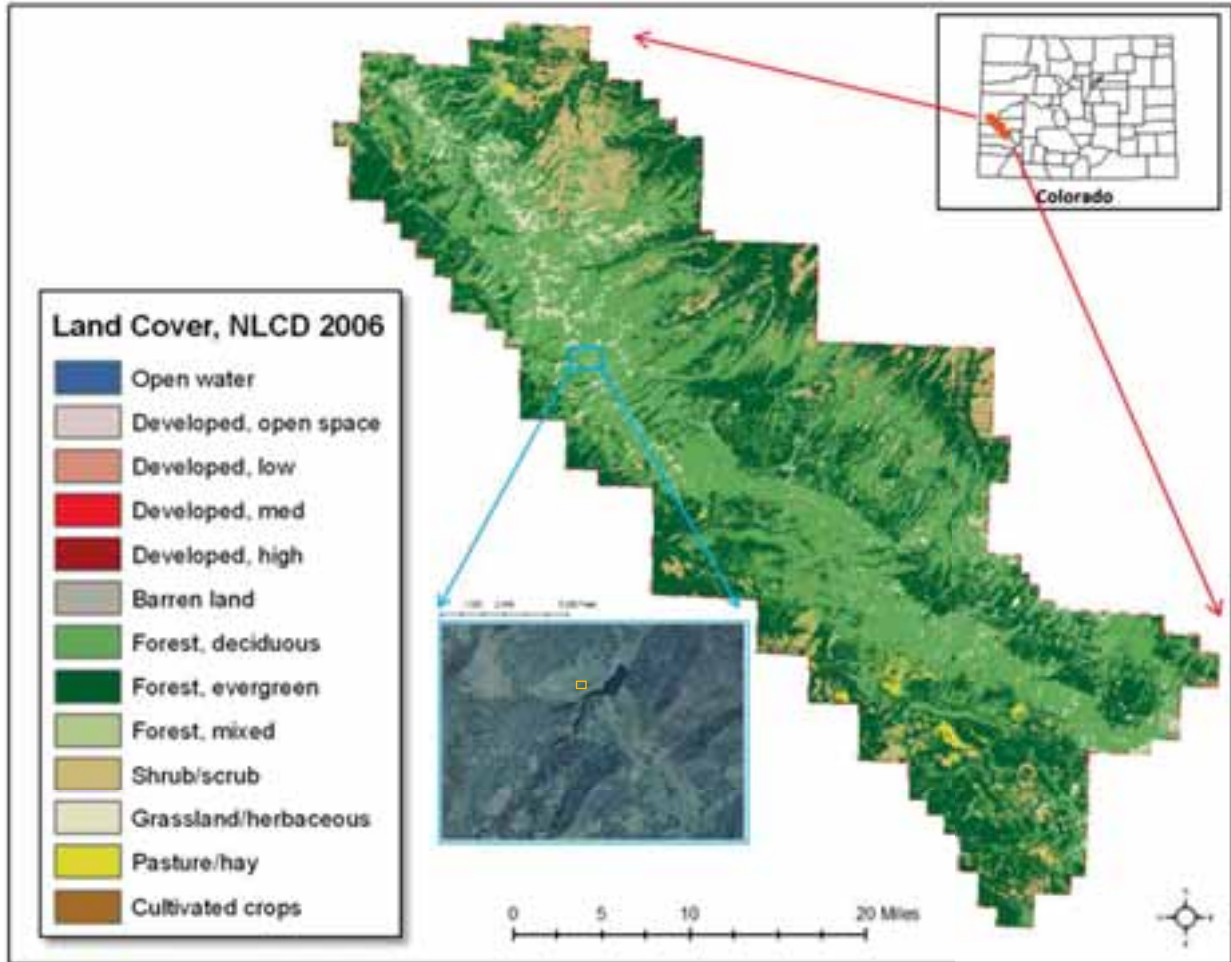 Colorado
Land Cover, NLCD 2006
Open water
Developed, open space
Developed, low
Developed, med
Developed, high
Barren land
Forest, deciduous
Forest, evergreen
Forest, mixed
Shrub/scrub
Grassland/herbaceous
Pasture/hay
Cultivated crops
0 5 10 20 Miles